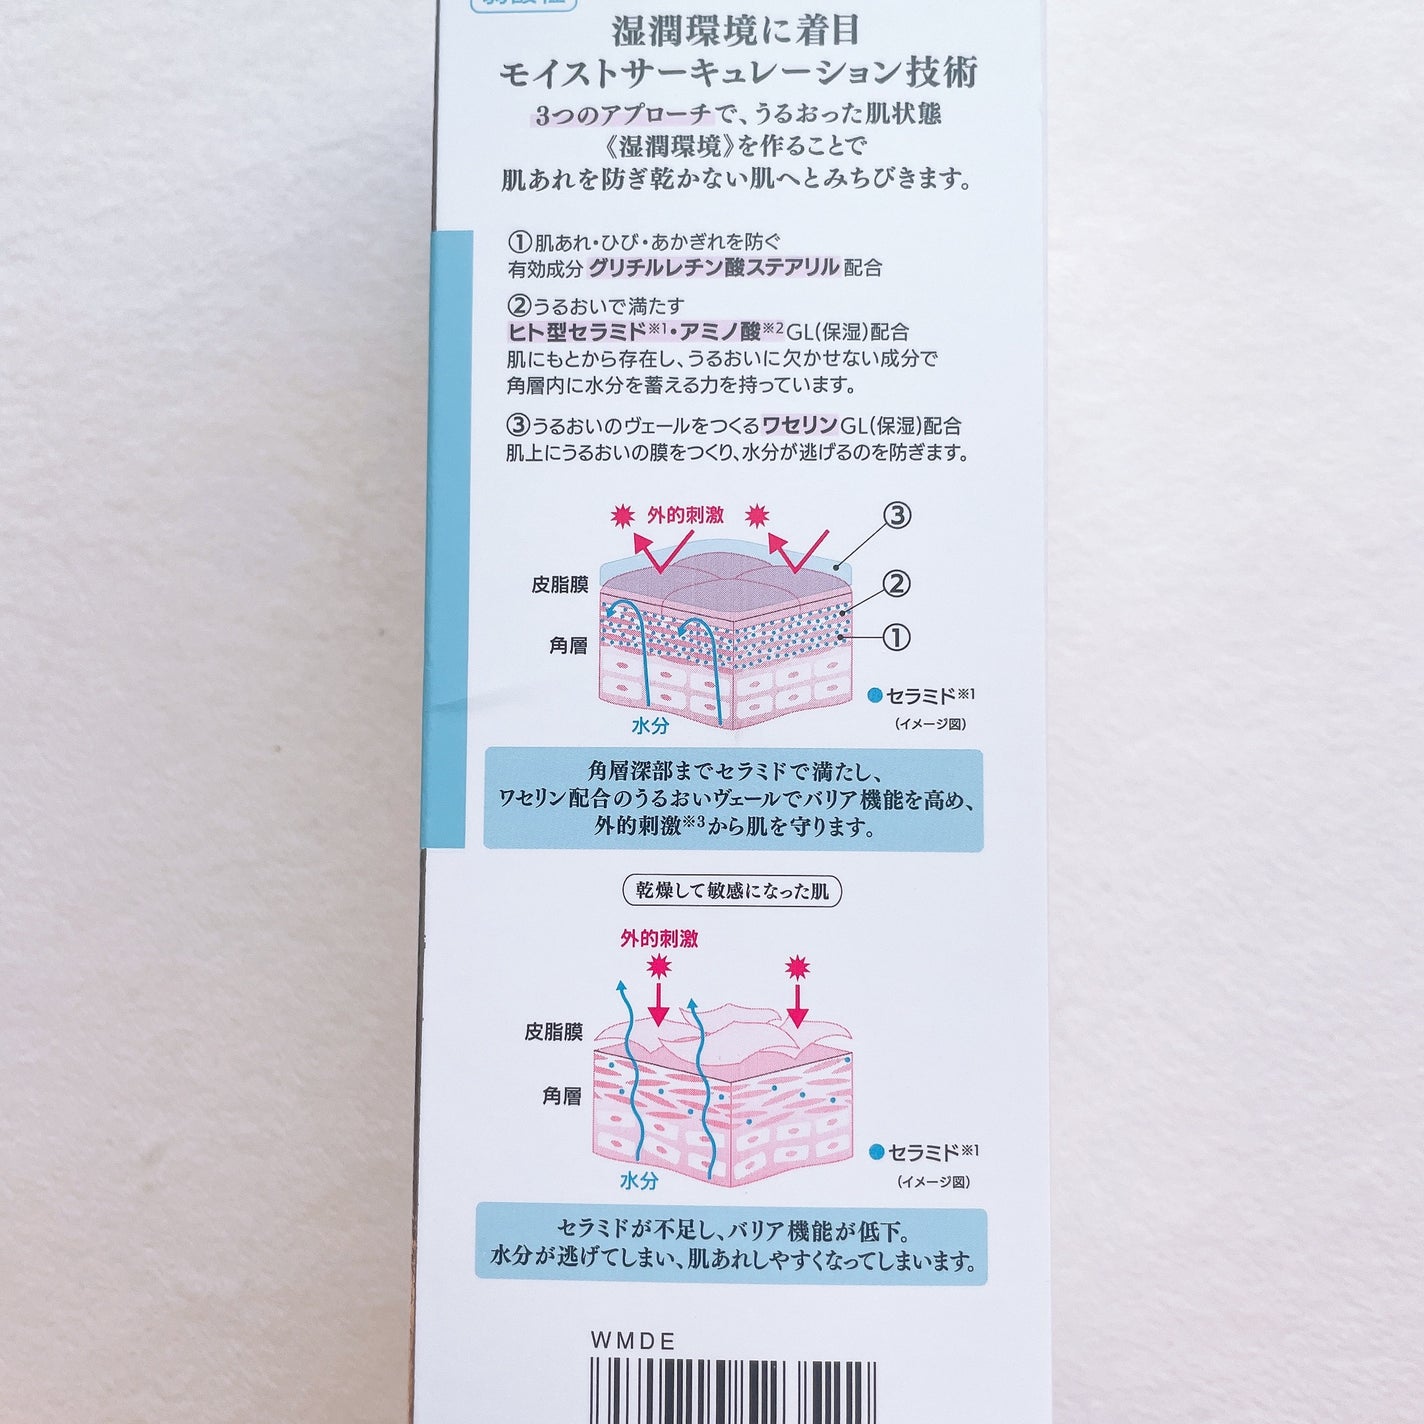 湿潤環境に着目
モイストサーキュレーション技術
3つのアプローチで、うるおった肌状態
《湿潤環境》を作ることで
肌あれを防ぎ乾かない肌へとみちびきます。
①肌あれ・ひび・あかぎれを防ぐ
有効成分 グリチルレチン酸ステアリル 配合
②うるおいで満たす
ヒト型セラミド※1・アミノ酸※2 GL(保湿)配合
肌にもとから存在し、うるおいに欠かせない成分で
角層内に水分を蓄える力を持っています。
③うるおいのヴェールをつくるワセリン GL(保湿)配合
肌上にうるおいの膜をつくり、水分が逃げるのを防ぎます。
外的刺激
③
皮脂膜
②
角層
①
セラミド※1
(イメージ図)
水分
角層深部までセラミドで満たし、
ワセリン配合のうるおいヴェールでバリア機能を高め、
外的刺激※3から肌を守ります。
乾燥して敏感になった肌
外的刺激
皮脂膜
角層
セラミド※1
(イメージ図)
水分
セラミドが不足し、バリア機能が低下。
水分が逃げてしまい、肌あれしやすくなってしまいます。
WMDE